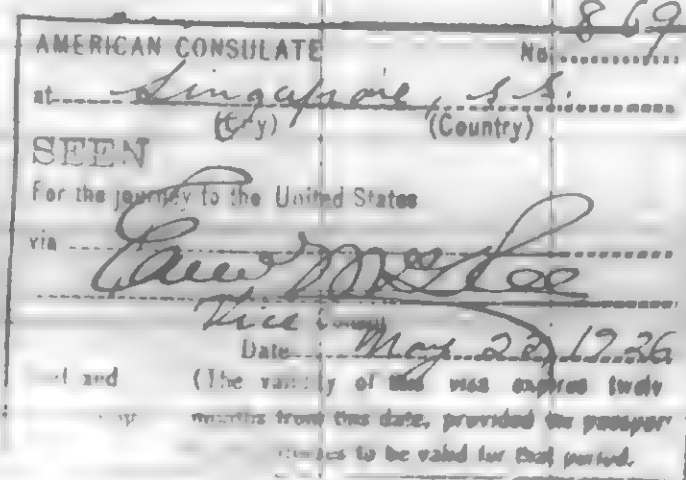 AMERICAN CONSULATE No. 869
at Singapore, S.S.
(City) (Country)
SEEN
For the journey to the United States
via
Vice Consul
Date May 22, 1926
and (The validity of this visa expires twelve
months from this date, provided the passport
to be valid for that period.